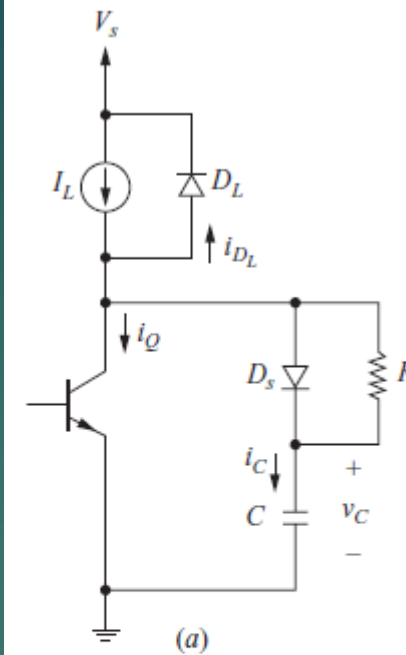 V_s
I_L
D_L
i_{D_L}
i_Q
D_s
i_C
+
C
v_C
−
(a)